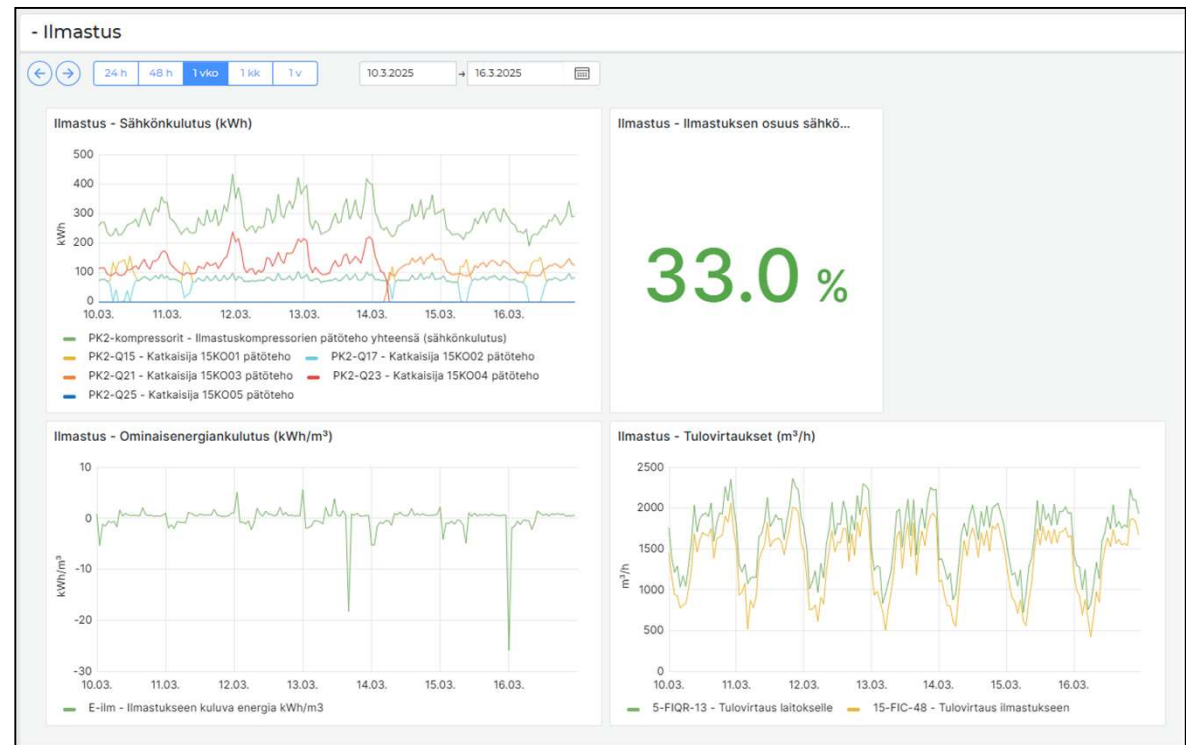 - Ilmastus
24 h 48 h 1 vko 1 kk 1 v 10.3.2025 → 16.3.2025
Ilmastus - Sähkönkulutus (kWh)
500
400
300
200
100
0
kWh
10.03. 11.03. 12.03. 13.03. 14.03. 15.03. 16.03.
PK2-kompressorit - Ilmastuskompressorien pätöteho yhteensä (sähkönkulutus)
PK2-Q15 - Katkaisija 15KO01 pätöteho PK2-Q17 - Katkaisija 15KO02 pätöteho
PK2-Q21 - Katkaisija 15KO03 pätöteho PK2-Q23 - Katkaisija 15KO04 pätöteho
PK2-Q25 - Katkaisija 15KO05 pätöteho
Ilmastus - Ilmastuksen osuus sähkö...
33.0 %
Ilmastus - Ominaisenergiankulutus (kWh/m³)
10
0
-10
-20
-30
kWh/m³
10.03. 11.03. 12.03. 13.03. 14.03. 15.03. 16.03.
E-ilm - Ilmastukseen kuluva energia kWh/m3
Ilmastus - Tulovirtaukset (m³/h)
2500
2000
1500
1000
500
0
m³/h
10.03. 11.03. 12.03. 13.03. 14.03. 15.03. 16.03.
5-FIQR-13 - Tulovirtaus laitokselle 15-FIC-48 - Tulovirtaus ilmastukseen